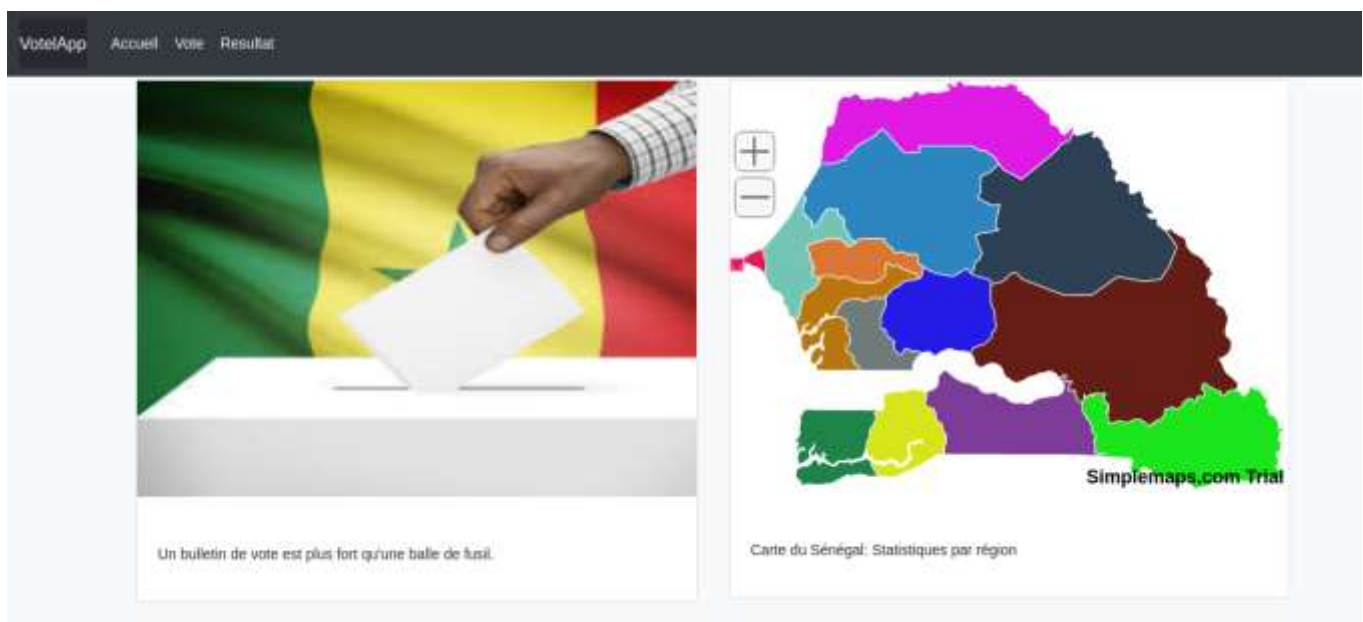 VotelApp Accueil Vote Resultat
+
−
Simplemaps.com Trial
Un bulletin de vote est plus fort qu'une balle de fusil.
Carte du Sénégal: Statistiques par région